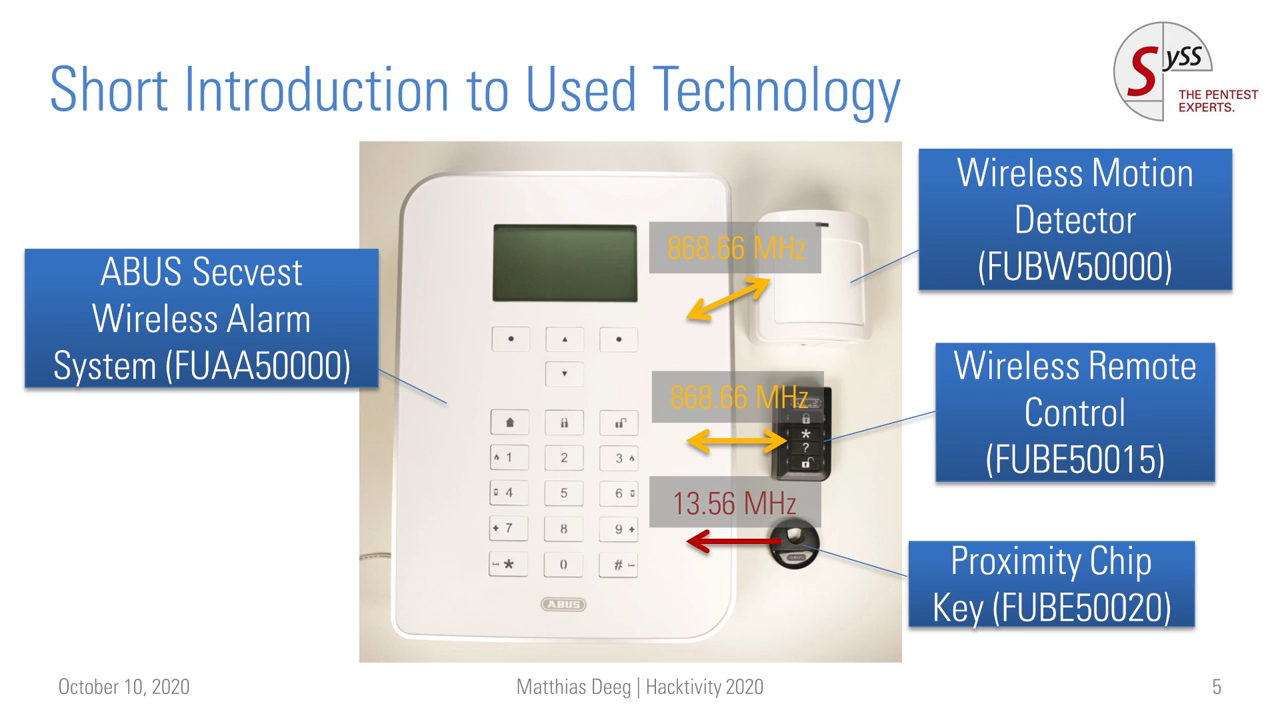 Short Introduction to Used Technology
SySS
THE PENTEST
EXPERTS.
ABUS Secvest
Wireless Alarm
System (FUAA50000)
868.66 MHz
Wireless Motion
Detector
(FUBW50000)
868.66 MHz
Wireless Remote
Control
(FUBE50015)
13.56 MHz
Proximity Chip
Key (FUBE50020)
*
?
1
2
3
4
5
6
7
8
9
*
0
#
ABUS
October 10, 2020
Matthias Deeg | Hacktivity 2020
5